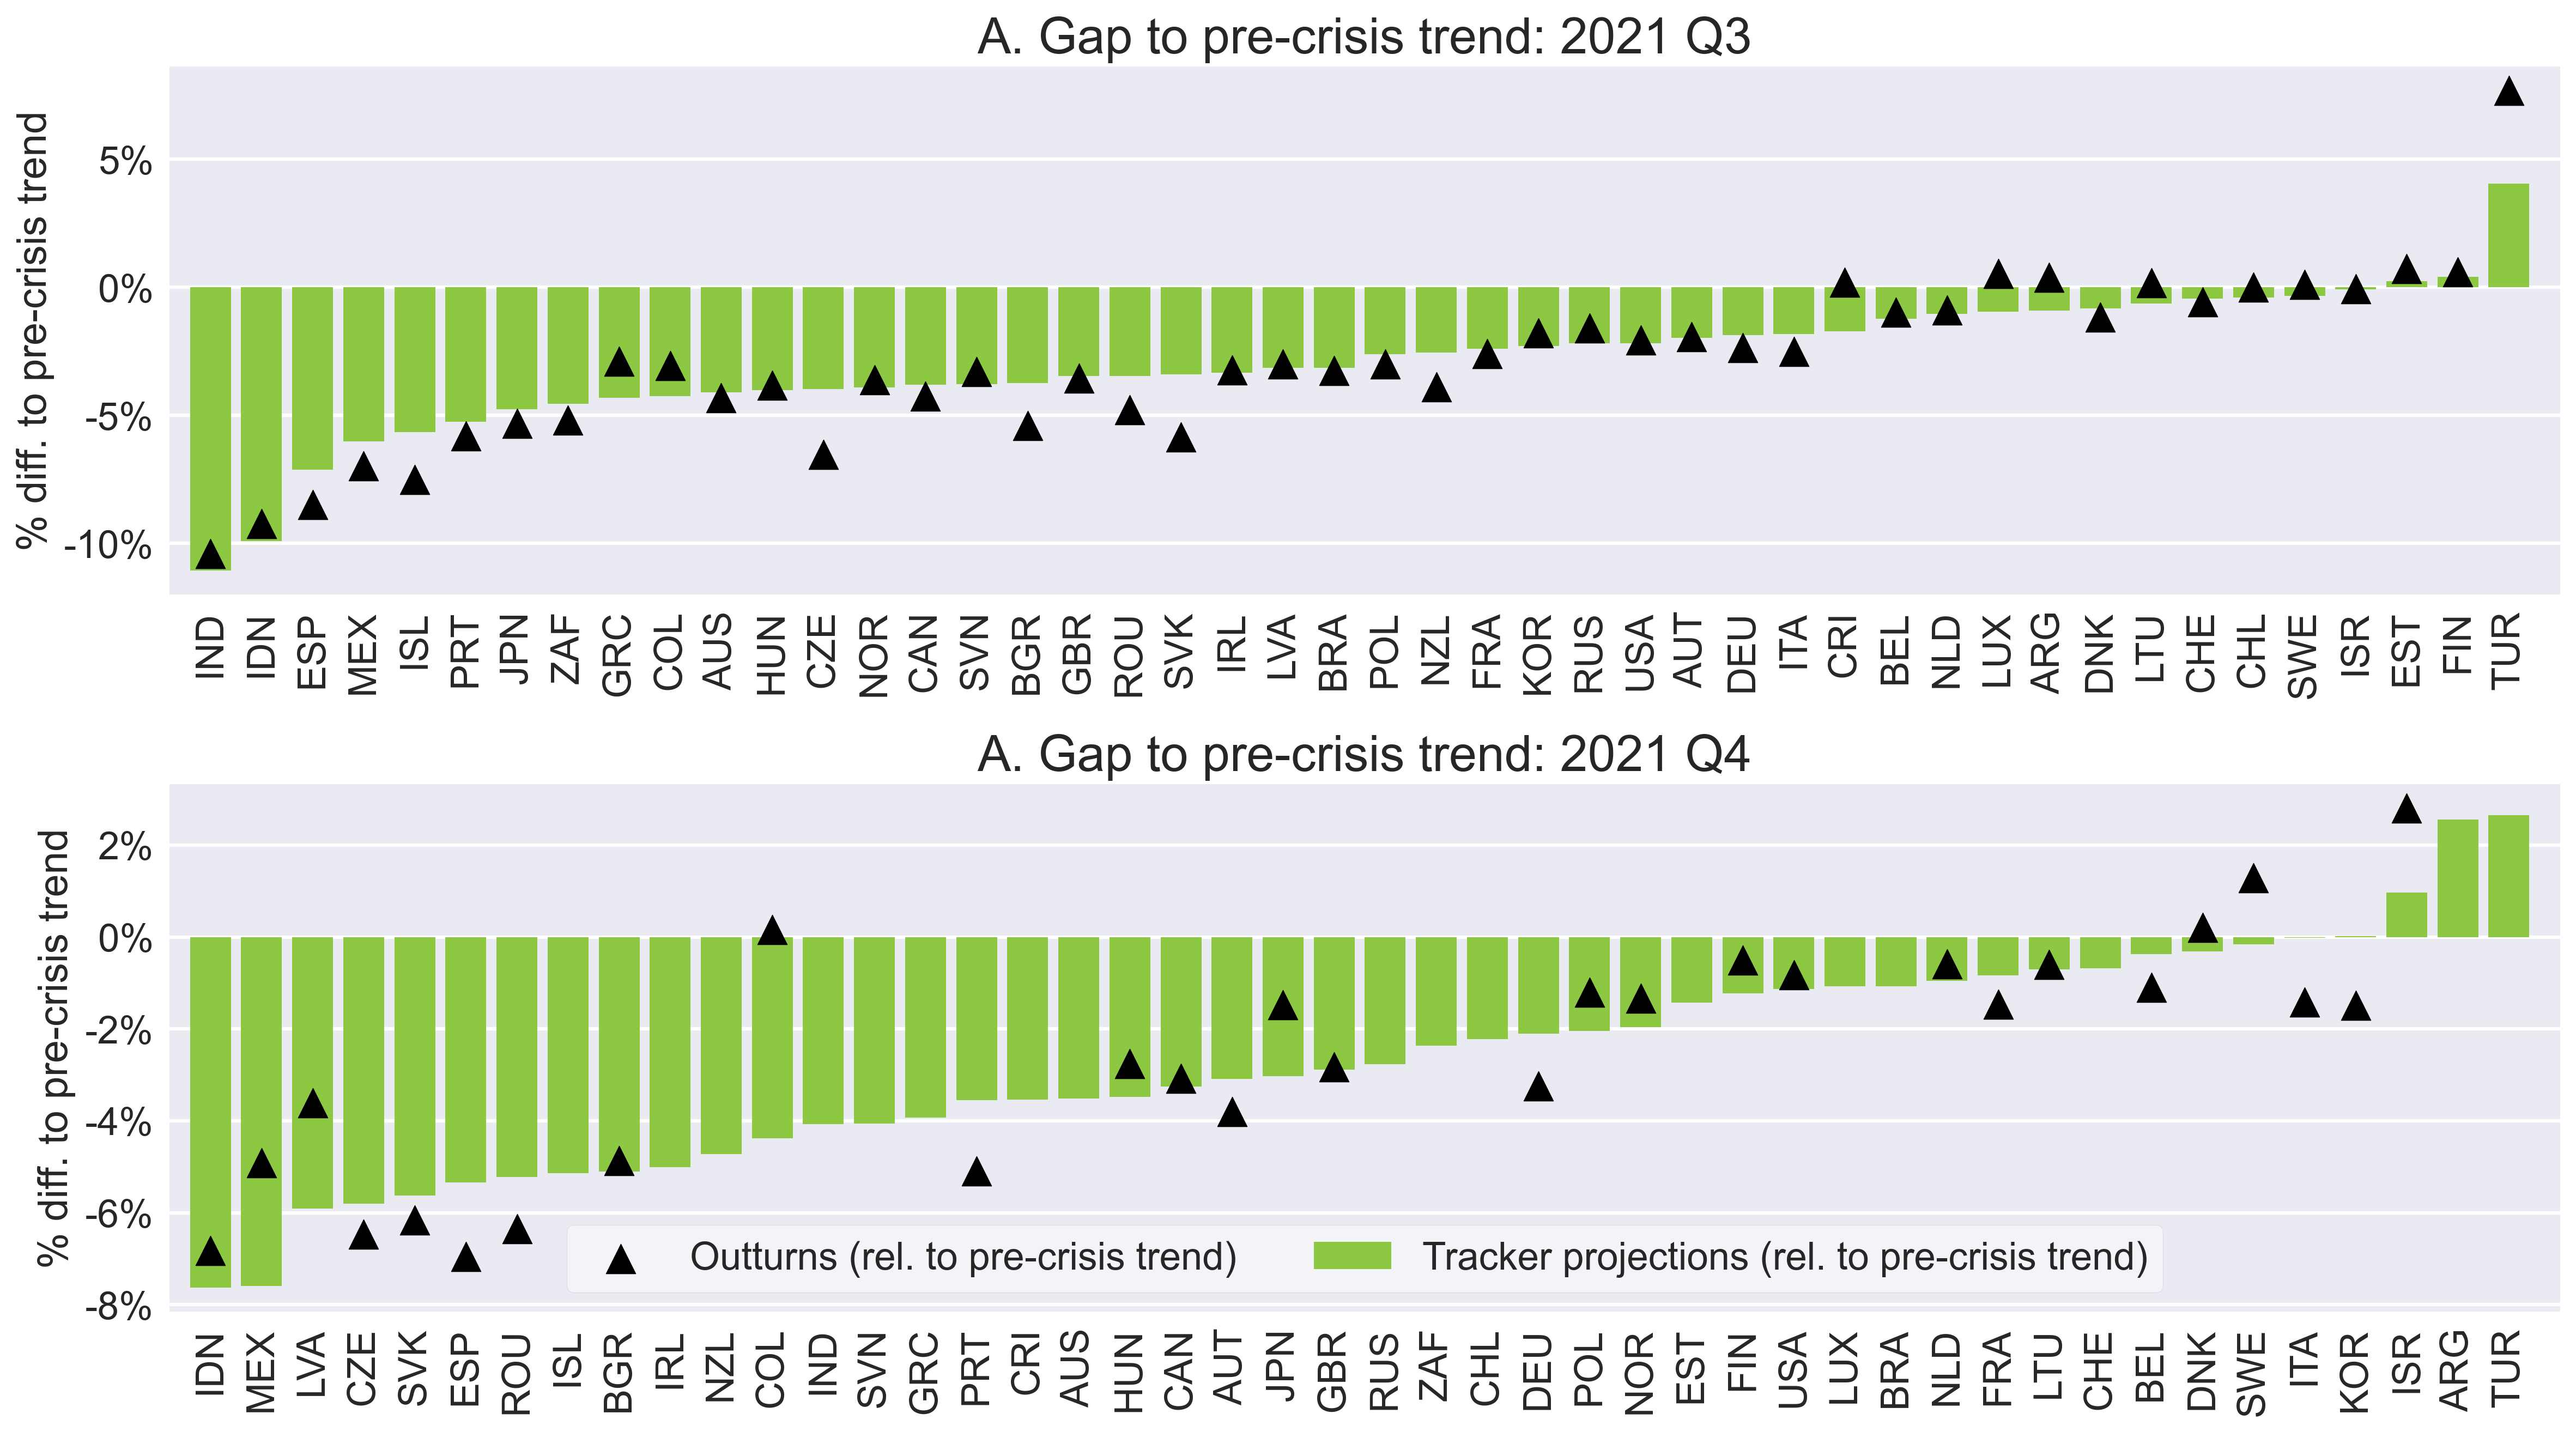 A. Gap to pre-crisis trend: 2021 Q3
% diff. to pre-crisis trend
5%
0%
-5%
-10%
IND IDN ESP MEX ISL PRT JPN ZAF GRC COL AUS HUN CZE NOR CAN SVN BGR GBR ROU SVK IRL LVA BRA POL NZL FRA KOR RUS USA AUT DEU ITA CRI BEL NLD LUX ARG DNK LTU CHE CHL SWE ISR EST FIN TUR
A. Gap to pre-crisis trend: 2021 Q4
% diff. to pre-crisis trend
2%
0%
-2%
-4%
-6%
-8%
Outturns (rel. to pre-crisis trend) Tracker projections (rel. to pre-crisis trend)
IDN MEX LVA CZE SVK ESP ROU ISL BGR IRL NZL COL IND SVN GRC PRT CRI AUS HUN CAN AUT JPN GBR RUS ZAF CHL DEU POL NOR EST FIN USA LUX BRA NLD FRA LTU CHE BEL DNK SWE ITA KOR ISR ARG TUR